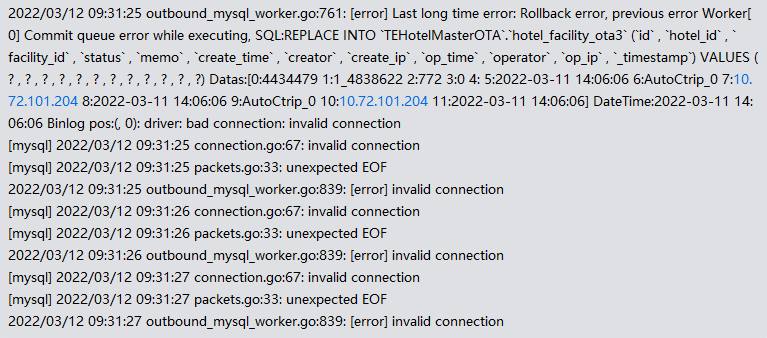 2022/03/12 09:31:25 outbound_mysql_worker.go:761: [error] Last long time error: Rollback error, previous error Worker[
0] Commit queue error while executing, SQL:REPLACE INTO `TEHotelMasterOTA`.`hotel_facility_ota3` (`id` , `hotel_id` , `
facility_id` , `status` , `memo` , `create_time` , `creator` , `create_ip` , `op_time` , `operator` , `op_ip` , `_timestamp`) VALUES (
? , ? , ? , ? , ? , ? , ? , ? , ? , ? , ? , ?) Datas:[0:4434479 1:1_4838622 2:772 3:0 4: 5:2022-03-11 14:06:06 6:AutoCtrip_0 7:10.
72.101.204 8:2022-03-11 14:06:06 9:AutoCtrip_0 10:10.72.101.204 11:2022-03-11 14:06:06] DateTime:2022-03-11 14:
06:06 Binlog pos:(, 0): driver: bad connection: invalid connection
[mysql] 2022/03/12 09:31:25 connection.go:67: invalid connection
[mysql] 2022/03/12 09:31:25 packets.go:33: unexpected EOF
2022/03/12 09:31:25 outbound_mysql_worker.go:839: [error] invalid connection
[mysql] 2022/03/12 09:31:26 connection.go:67: invalid connection
[mysql] 2022/03/12 09:31:26 packets.go:33: unexpected EOF
2022/03/12 09:31:26 outbound_mysql_worker.go:839: [error] invalid connection
[mysql] 2022/03/12 09:31:27 connection.go:67: invalid connection
[mysql] 2022/03/12 09:31:27 packets.go:33: unexpected EOF
2022/03/12 09:31:27 outbound_mysql_worker.go:839: [error] invalid connection